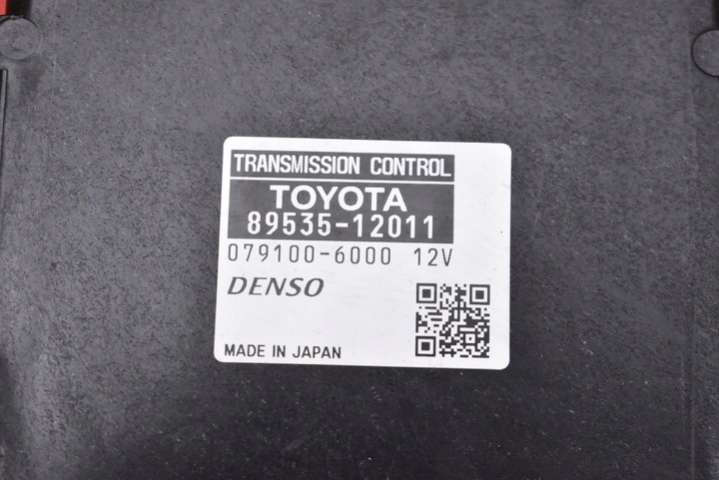 TRANSMISSION CONTROL
TOYOTA
89535-12011
079100-6000 12V
DENSO
MADE IN JAPAN